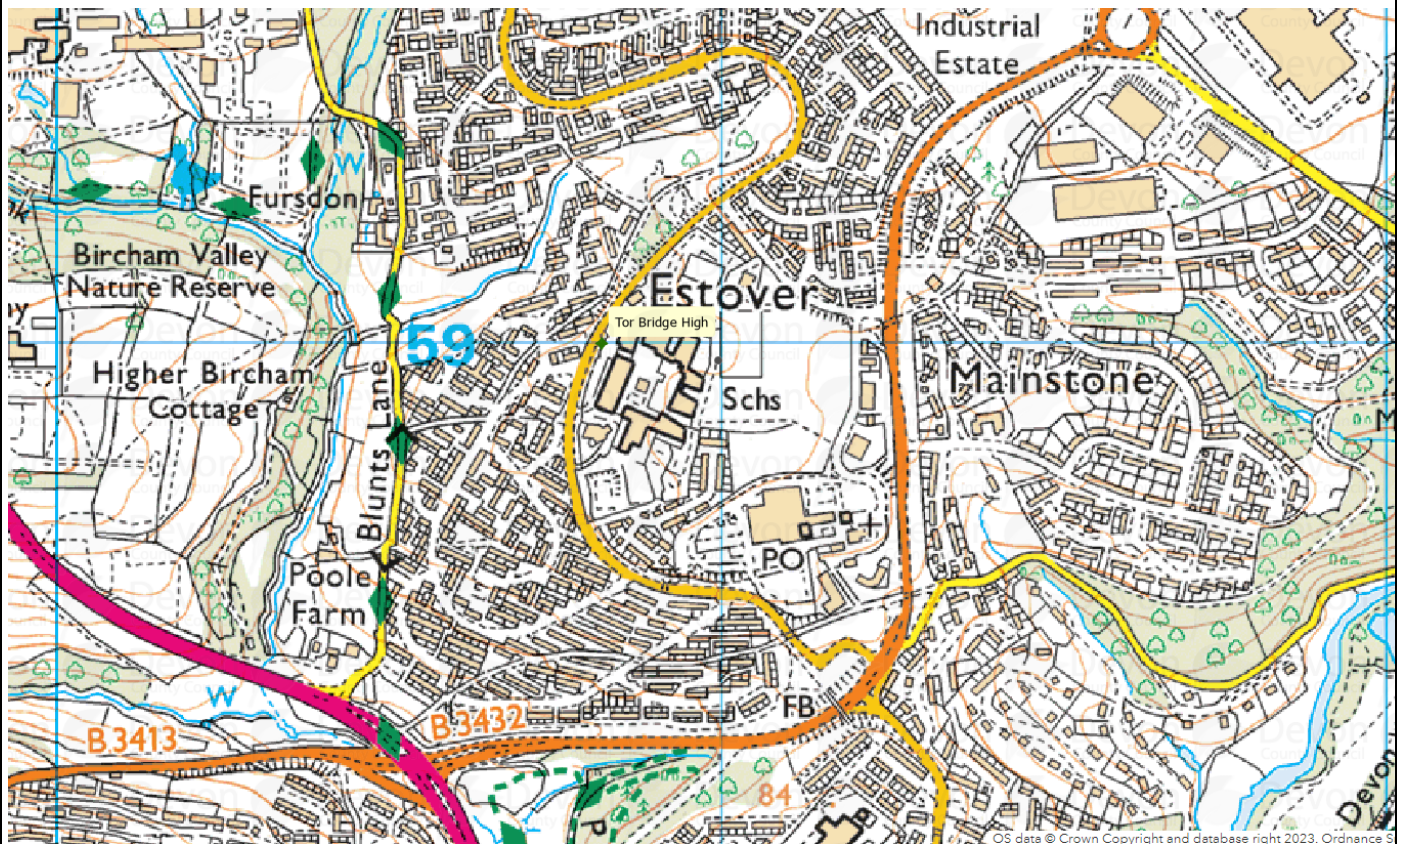 Industrial
Estate
W
Fursdon
Bircham Valley
Nature Reserve
Estover
Tor Bridge High
59
Higher Bircham
Cottage
Schs
Mainstone
M
Blunts Lane
PO
Poole
Farm
W
B 3413
B 3432
FB
84
P
Devon
OS data © Crown Copyright and database right 2023. Ordnance S